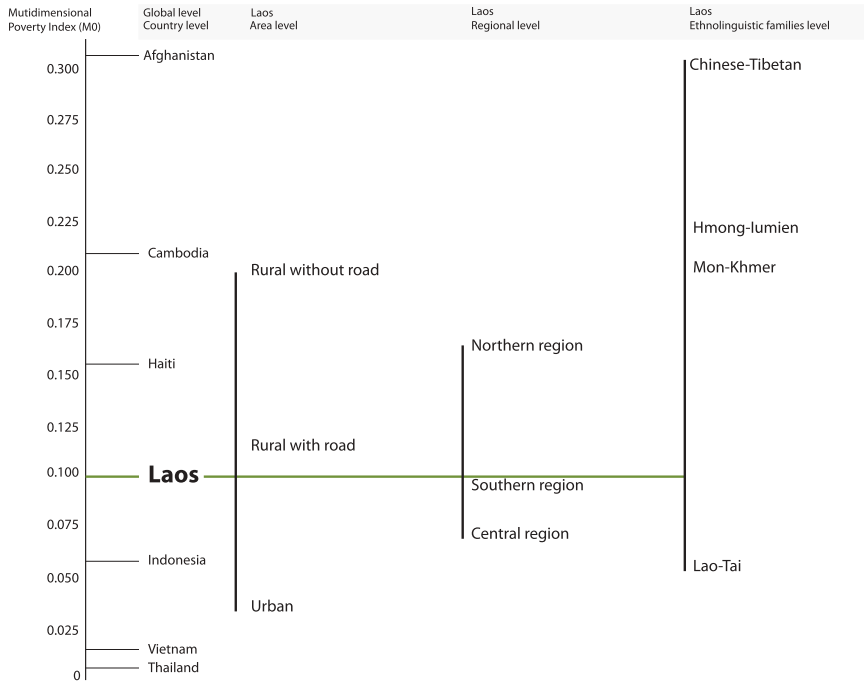 Mutidimensional
Poverty Index (M0)
Global level
Country level
Laos
Area level
Laos
Regional level
Laos
Ethnolinguistic families level
0.300
0.275
0.250
0.225
0.200
0.175
0.150
0.125
0.100
0.075
0.050
0.025
0
Afghanistan
Cambodia
Haiti
Laos
Indonesia
Vietnam
Thailand
Rural without road
Rural with road
Urban
Northern region
Southern region
Central region
Chinese-Tibetan
Hmong-Iumien
Mon-Khmer
Lao-Tai